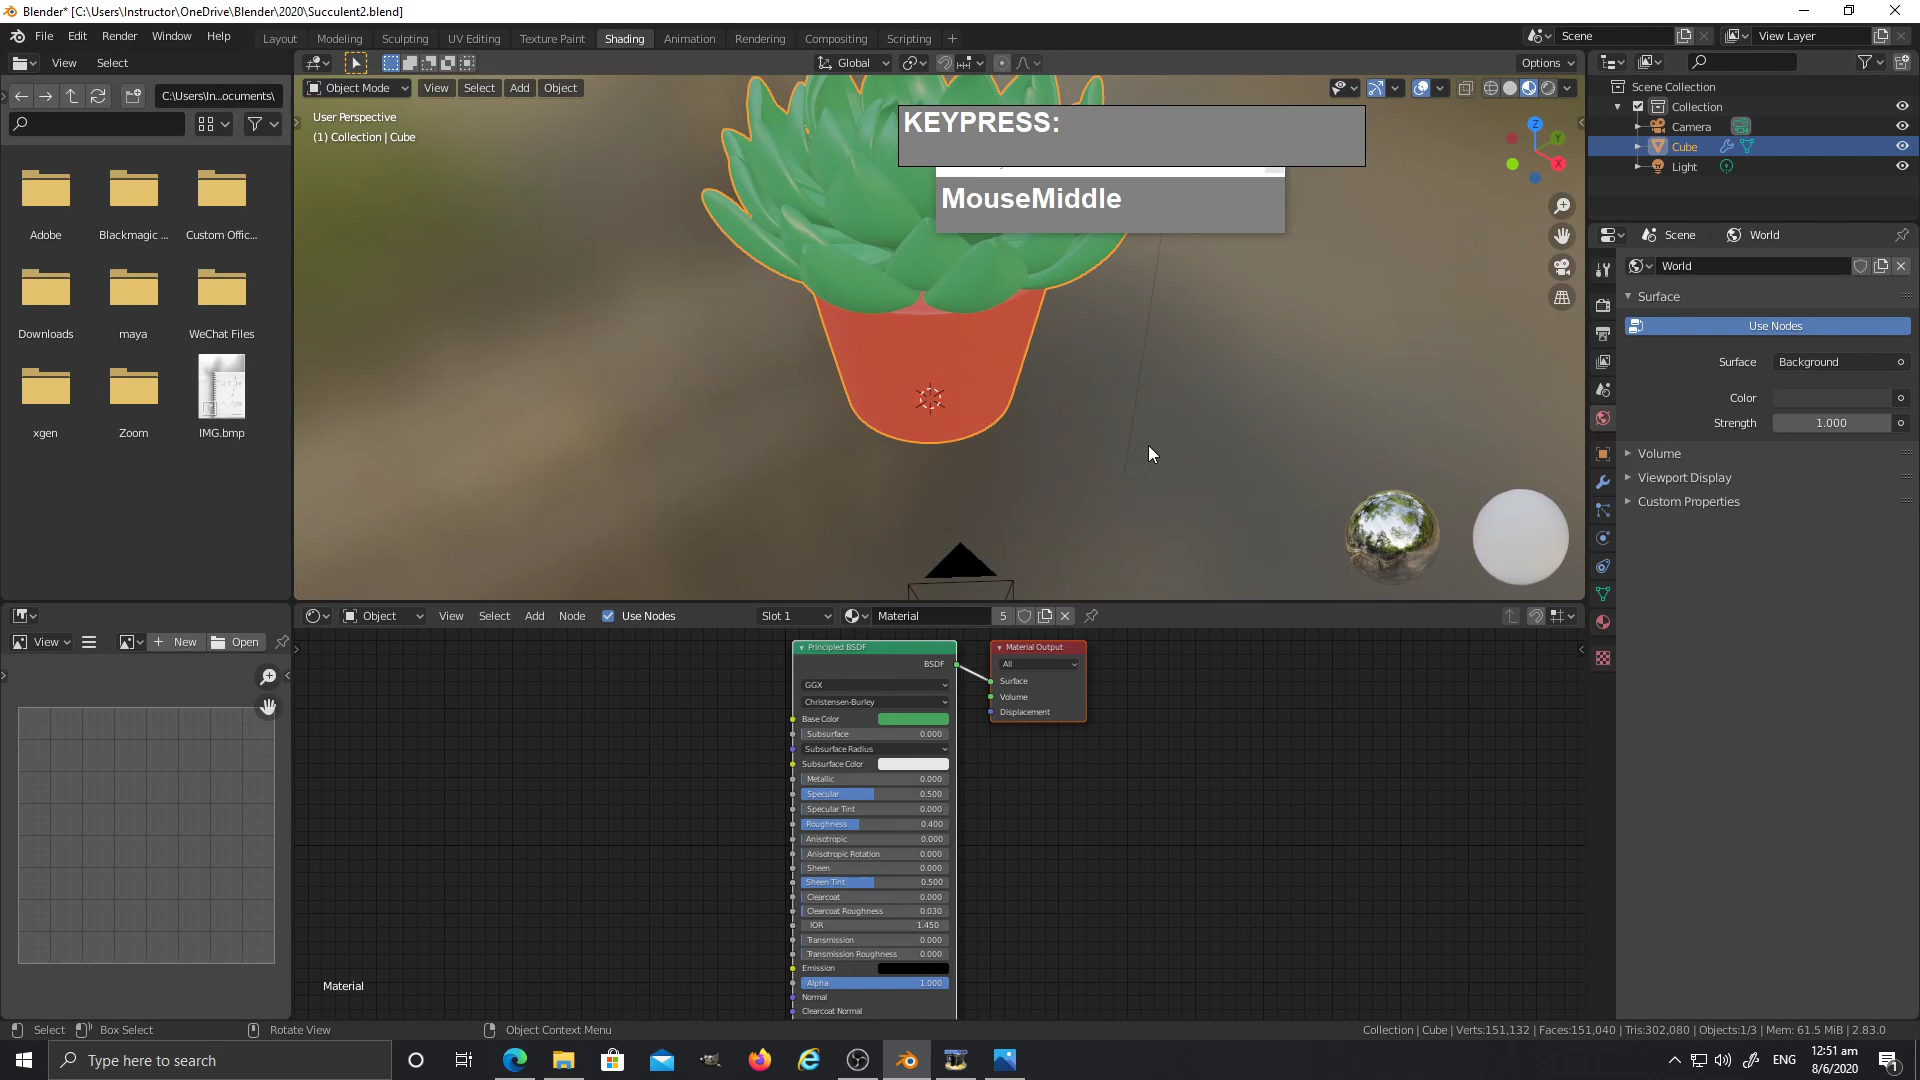 Blender* [C:\Users\Instructor\OneDrive\Blender\2020\Succulent2.blend]
File Edit Render Window Help
Layout Modeling Sculpting UV Editing Texture Paint Shading Animation Rendering Compositing Scripting
Scene View Layer
View Select
Global Options
C:\Users\In...ocuments\
Object Mode View Select Add Object
User Perspective
(1) Collection | Cube
KEYPRESS:
MouseMiddle
Z Y X
Scene Collection
Collection
Camera
Cube
Light
Adobe Blackmagic ... Custom Offic...
Downloads maya WeChat Files
xgen Zoom IMG.bmp
Scene World
World
Surface
Use Nodes
Surface Background
Color
Strength 1.000
Volume
Viewport Display
Custom Properties
View New Open
Object View Select Add Node Use Nodes Slot 1 Material 5
Principled BSDF
BSDF
GGX
Christensen-Burley
Base Color
Subsurface 0.000
Subsurface Radius
Subsurface Color
Metallic 0.000
Specular 0.500
Specular Tint 0.000
Roughness 0.400
Anisotropic 0.000
Anisotropic Rotation 0.000
Sheen 0.000
Sheen Tint 0.500
Clearcoat 0.000
Clearcoat Roughness 0.030
IOR 1.450
Transmission 0.000
Transmission Roughness 0.000
Emission
Alpha 1.000
Normal
Clearcoat Normal
Material Output
All
Surface
Volume
Displacement
Material
Select Box Select Rotate View Object Context Menu
Collection | Cube | Verts:151,132 | Faces:151,040 | Tris:302,080 | Objects:1/3 | Mem: 61.5 MiB | 2.83.0
Type here to search
ENG
12:51 am
8/6/2020
1